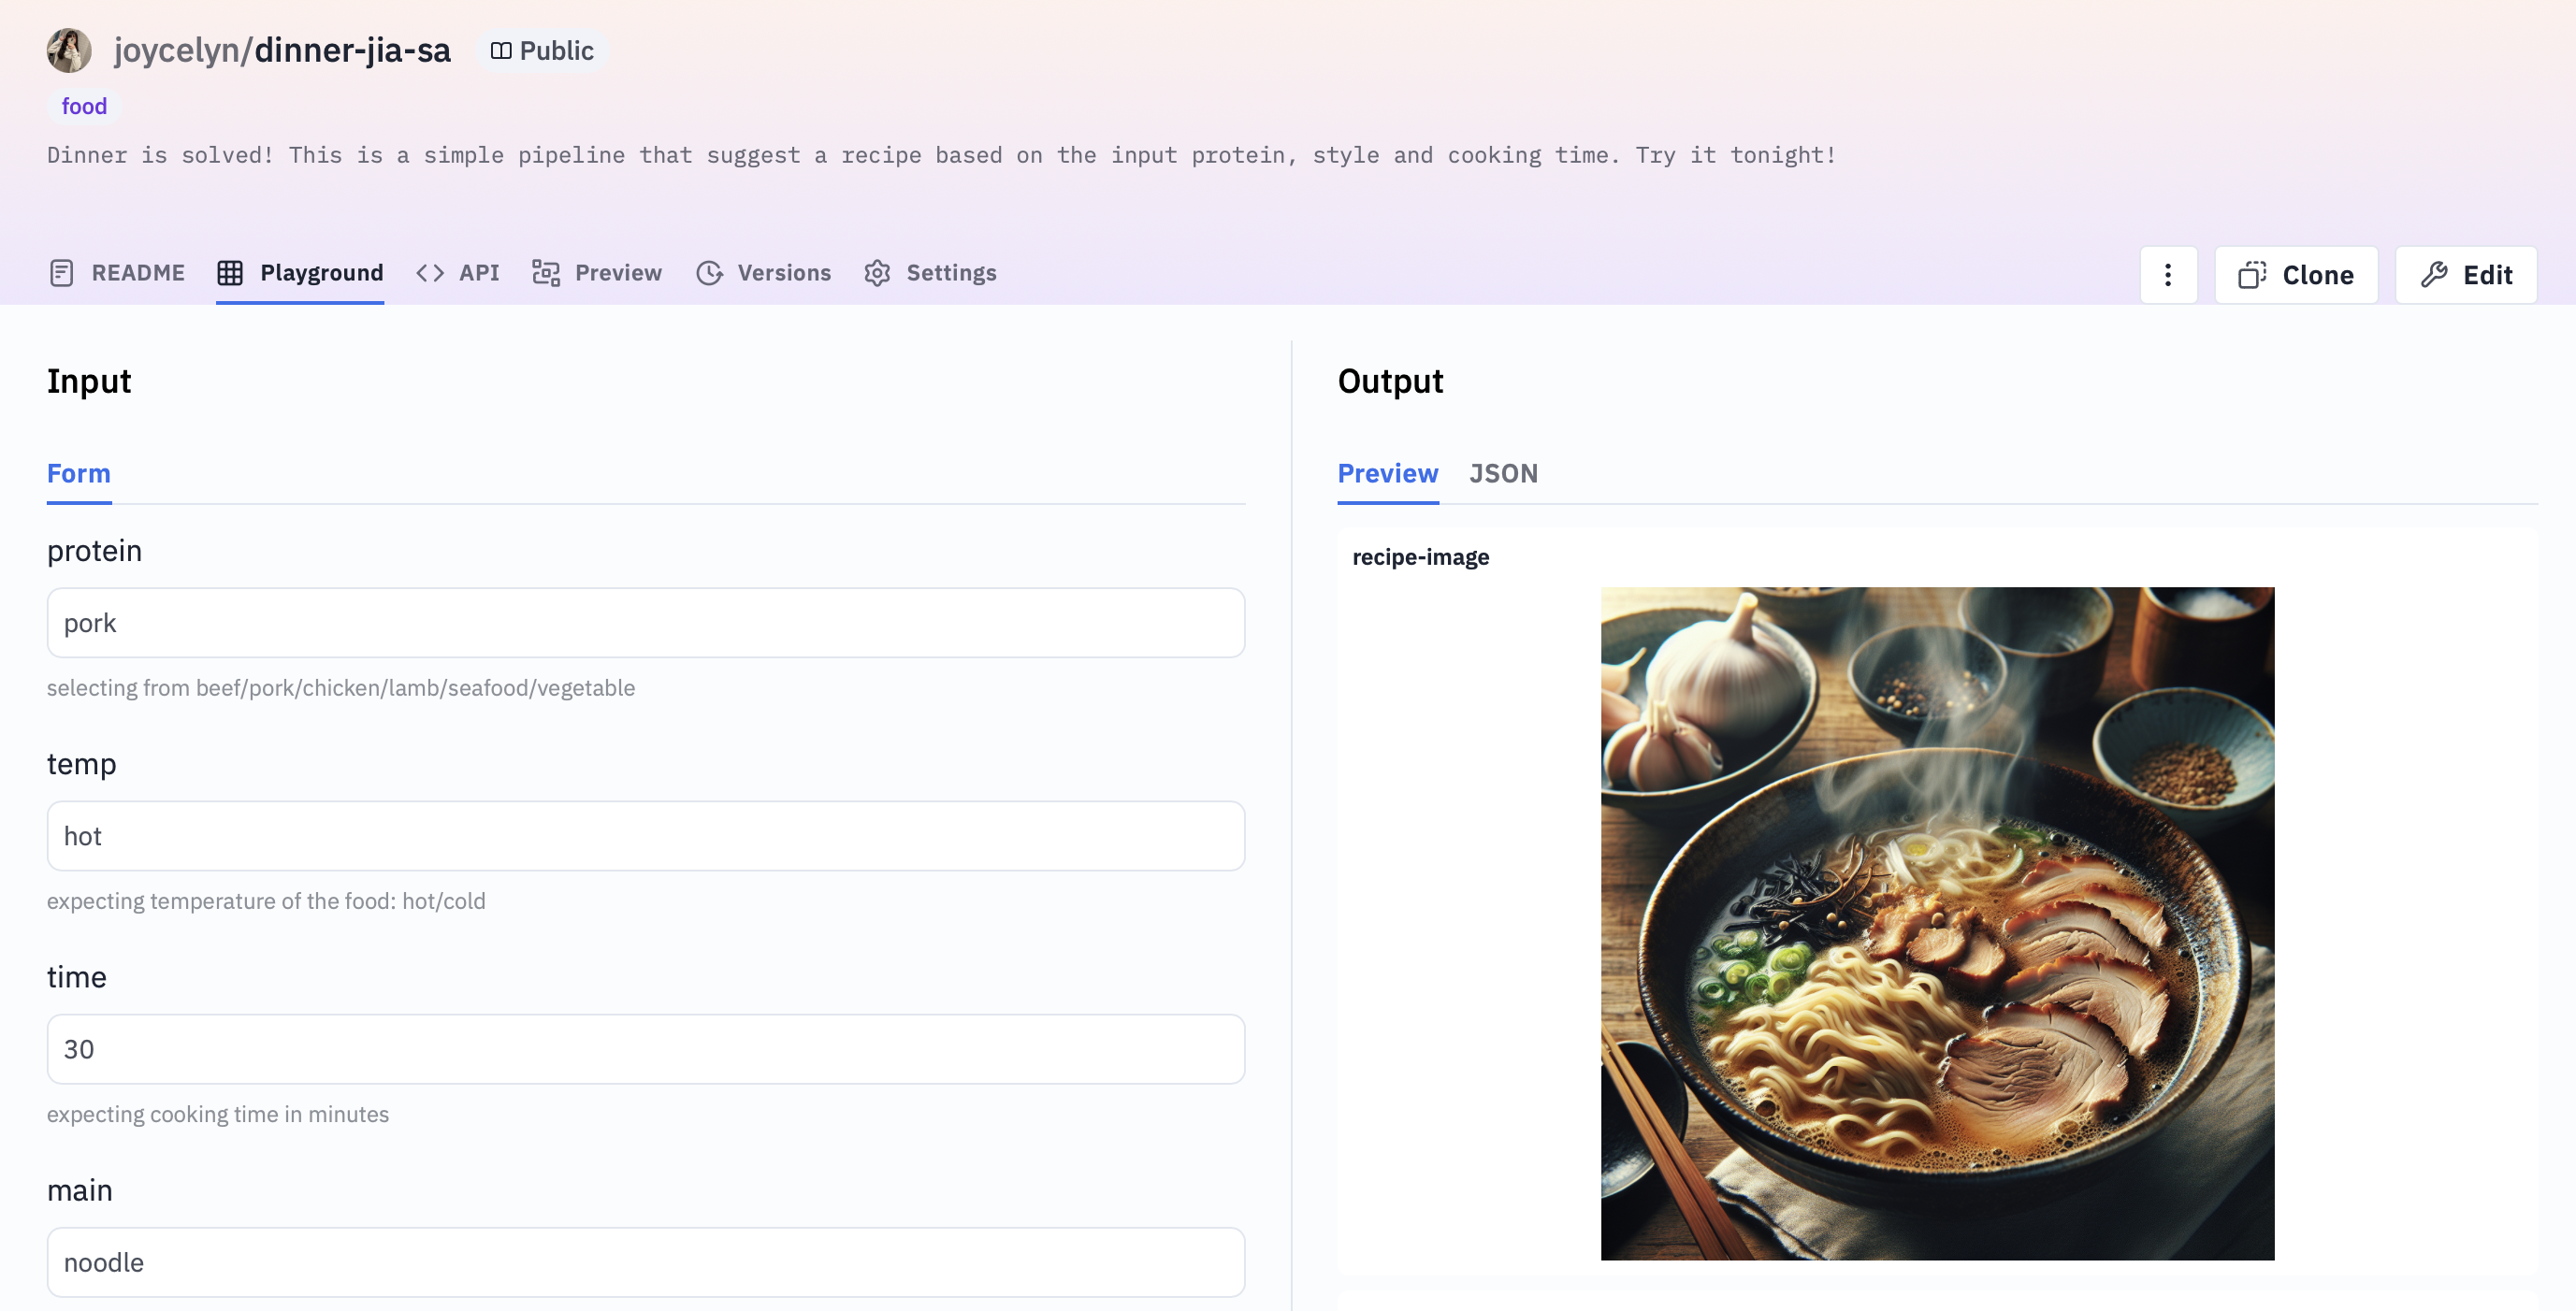 joycelyn/dinner-jia-sa Public
food
Dinner is solved! This is a simple pipeline that suggest a recipe based on the input protein, style and cooking time. Try it tonight!
README Playground API Preview Versions Settings Clone Edit
Input
Form
protein
pork
selecting from beef/pork/chicken/lamb/seafood/vegetable
temp
hot
expecting temperature of the food: hot/cold
time
30
expecting cooking time in minutes
main
noodle
Output
Preview JSON
recipe-image